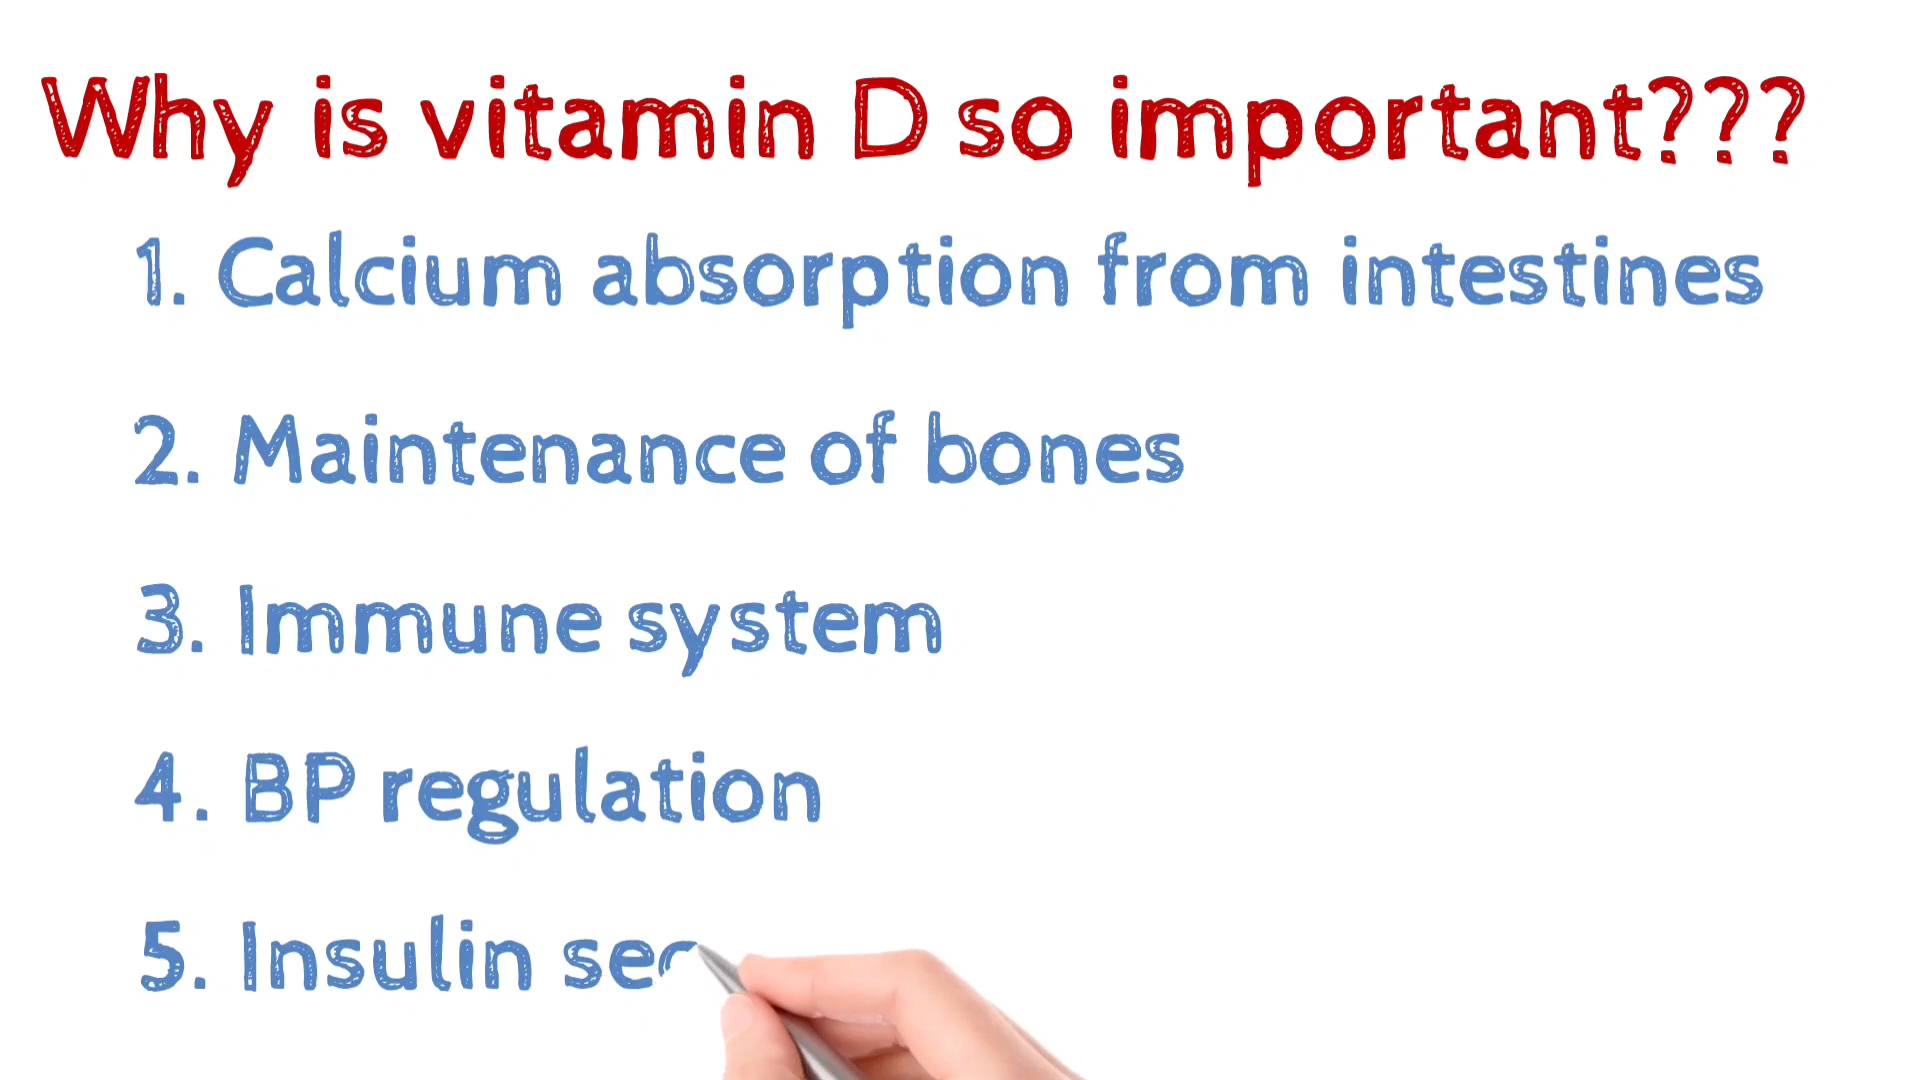 Why is vitamin D so important???
1. Calcium absorption from intestines
2. Maintenance of bones
3. Immune system
4. BP regulation
5. Insulin